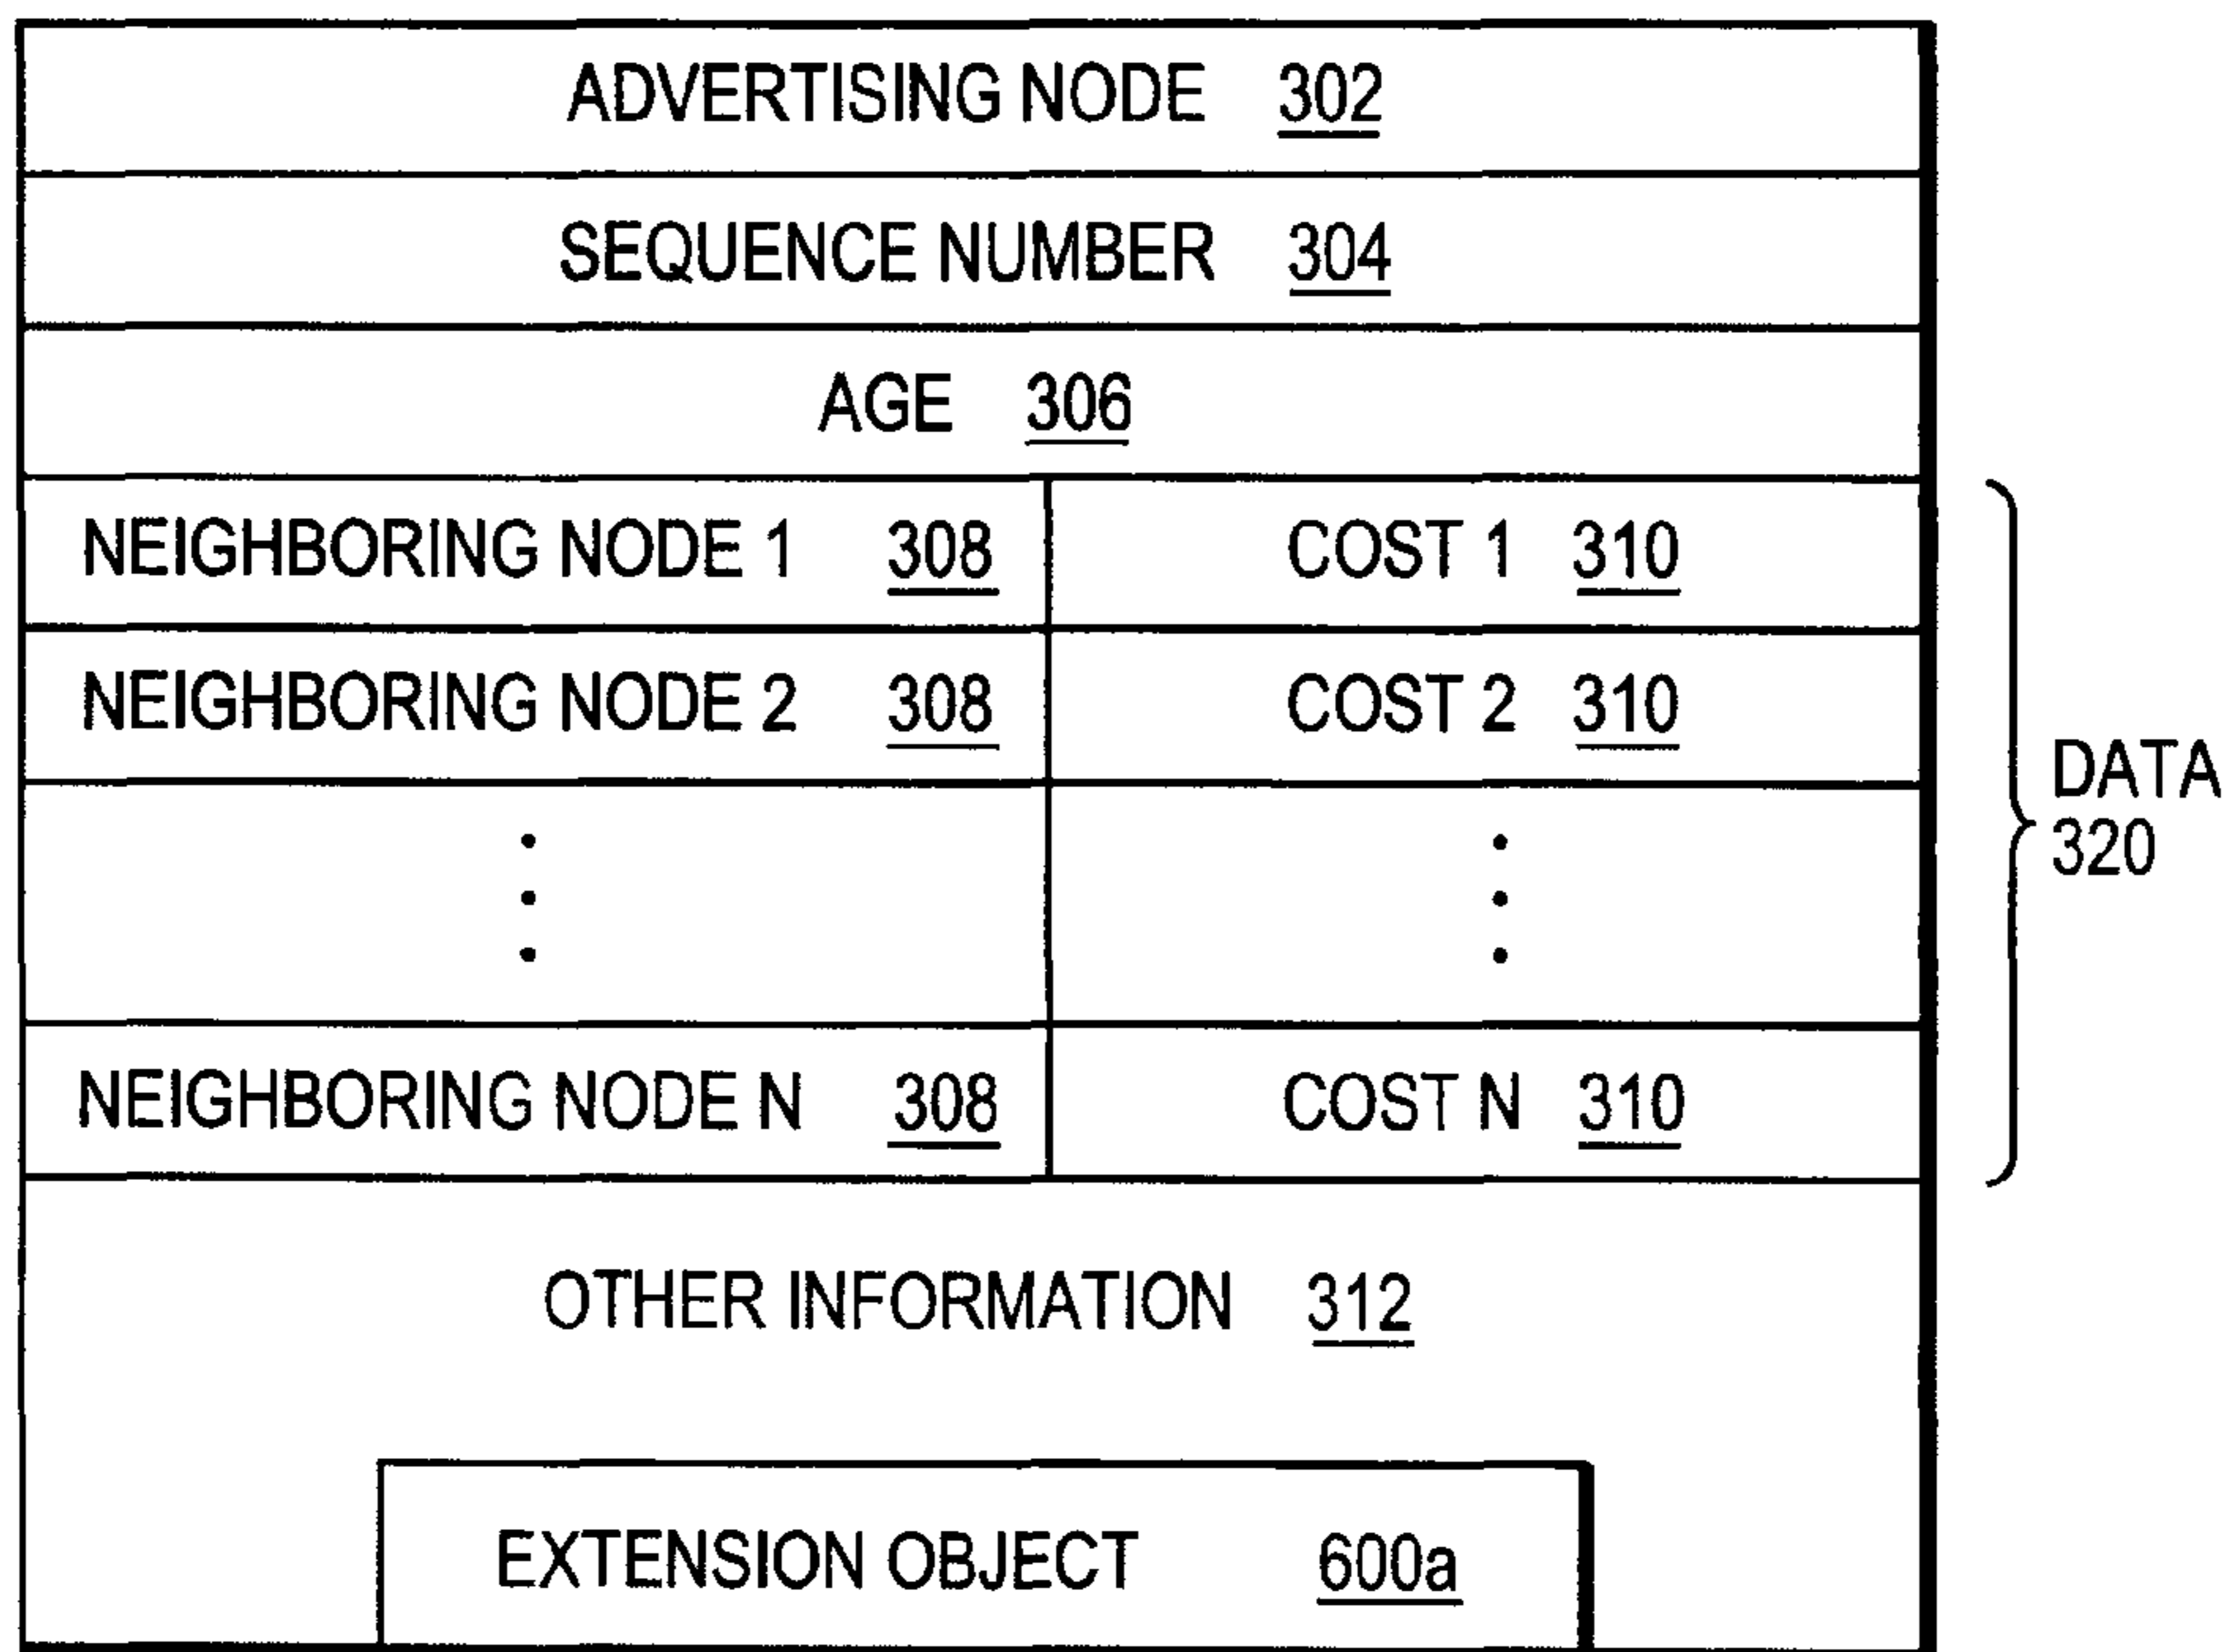 ADVERTISING NODE 302
SEQUENCE NUMBER 304
AGE 306
NEIGHBORING NODE 1 308 COST 1 310
NEIGHBORING NODE 2 308 COST 2 310
NEIGHBORING NODE N 308 COST N 310
DATA
320
OTHER INFORMATION 312
EXTENSION OBJECT 600a